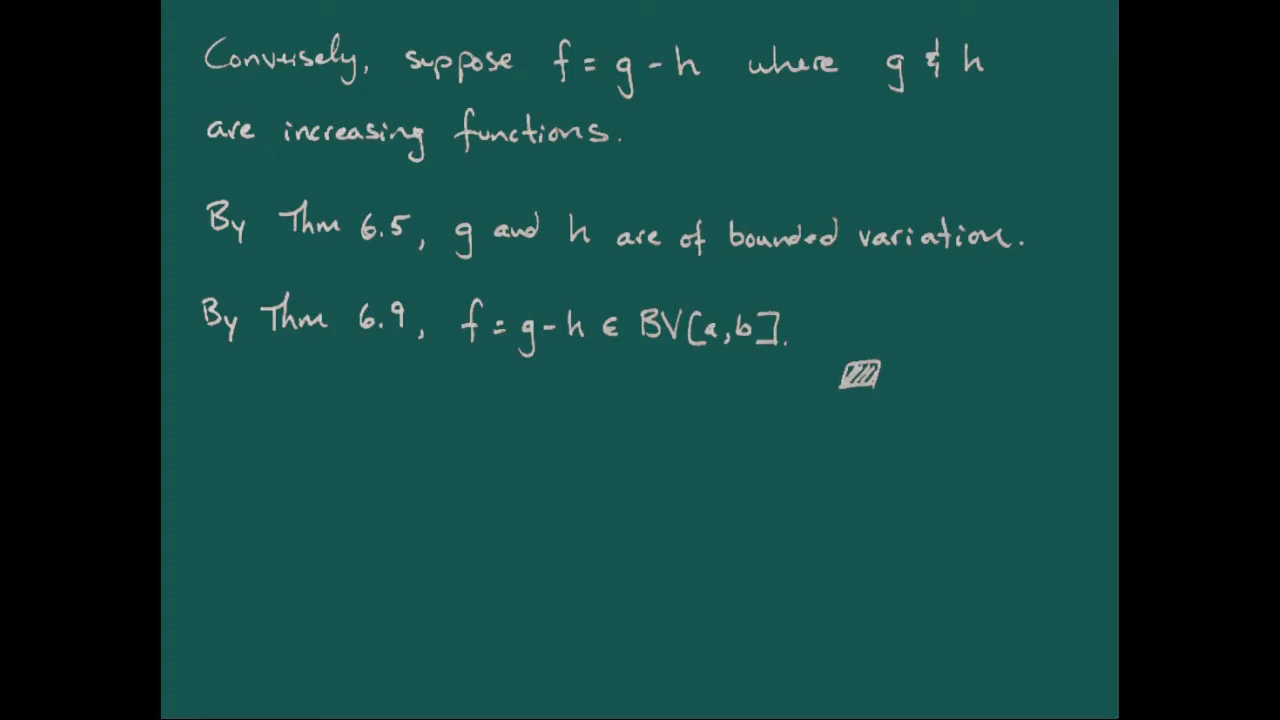 Conversely, suppose f = g - h where g & h
are increasing functions.
By Thm 6.5, g and h are of bounded variation.
By Thm 6.9, f = g - h ∈ BV[a,b].